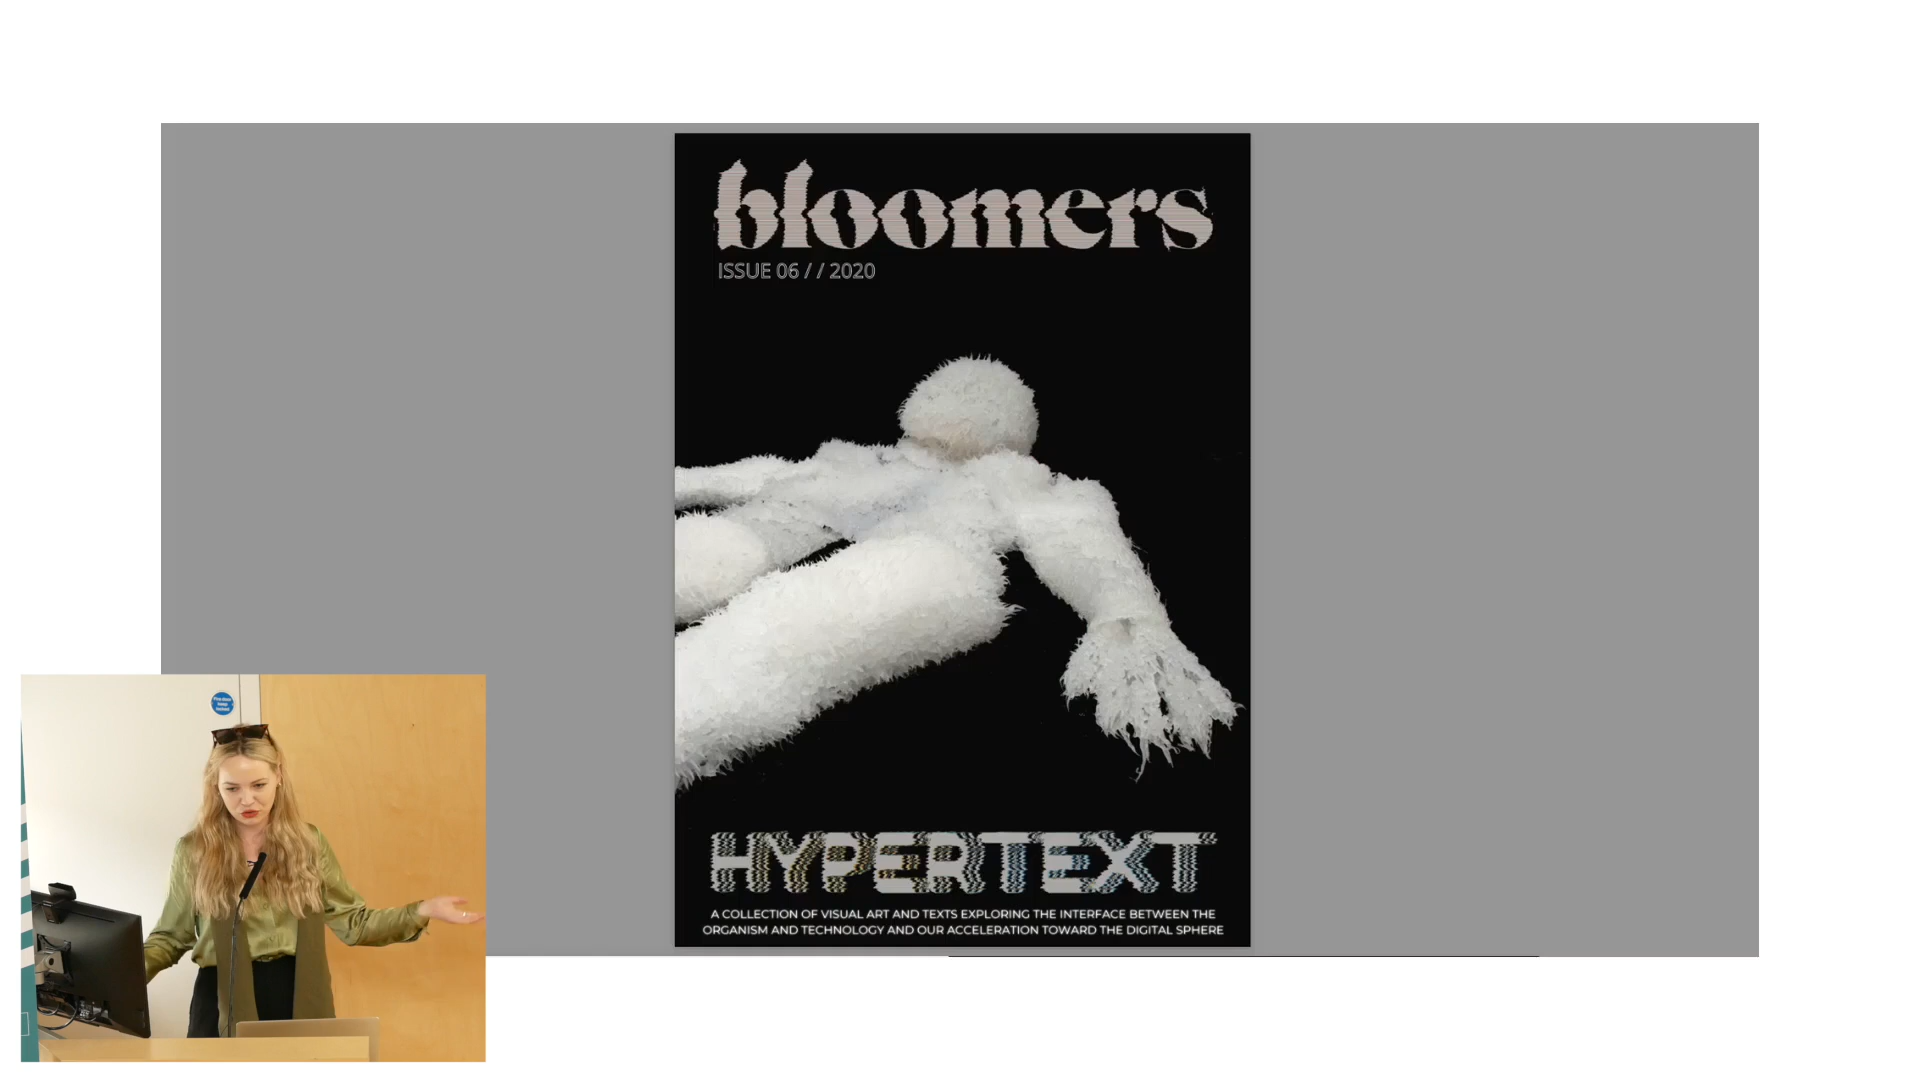 bloomers
ISSUE 06 / / 2020
HYPERTEXT
A COLLECTION OF VISUAL ART AND TEXTS EXPLORING THE INTERFACE BETWEEN THE
ORGANISM AND TECHNOLOGY AND OUR ACCELERATION TOWARD THE DIGITAL SPHERE